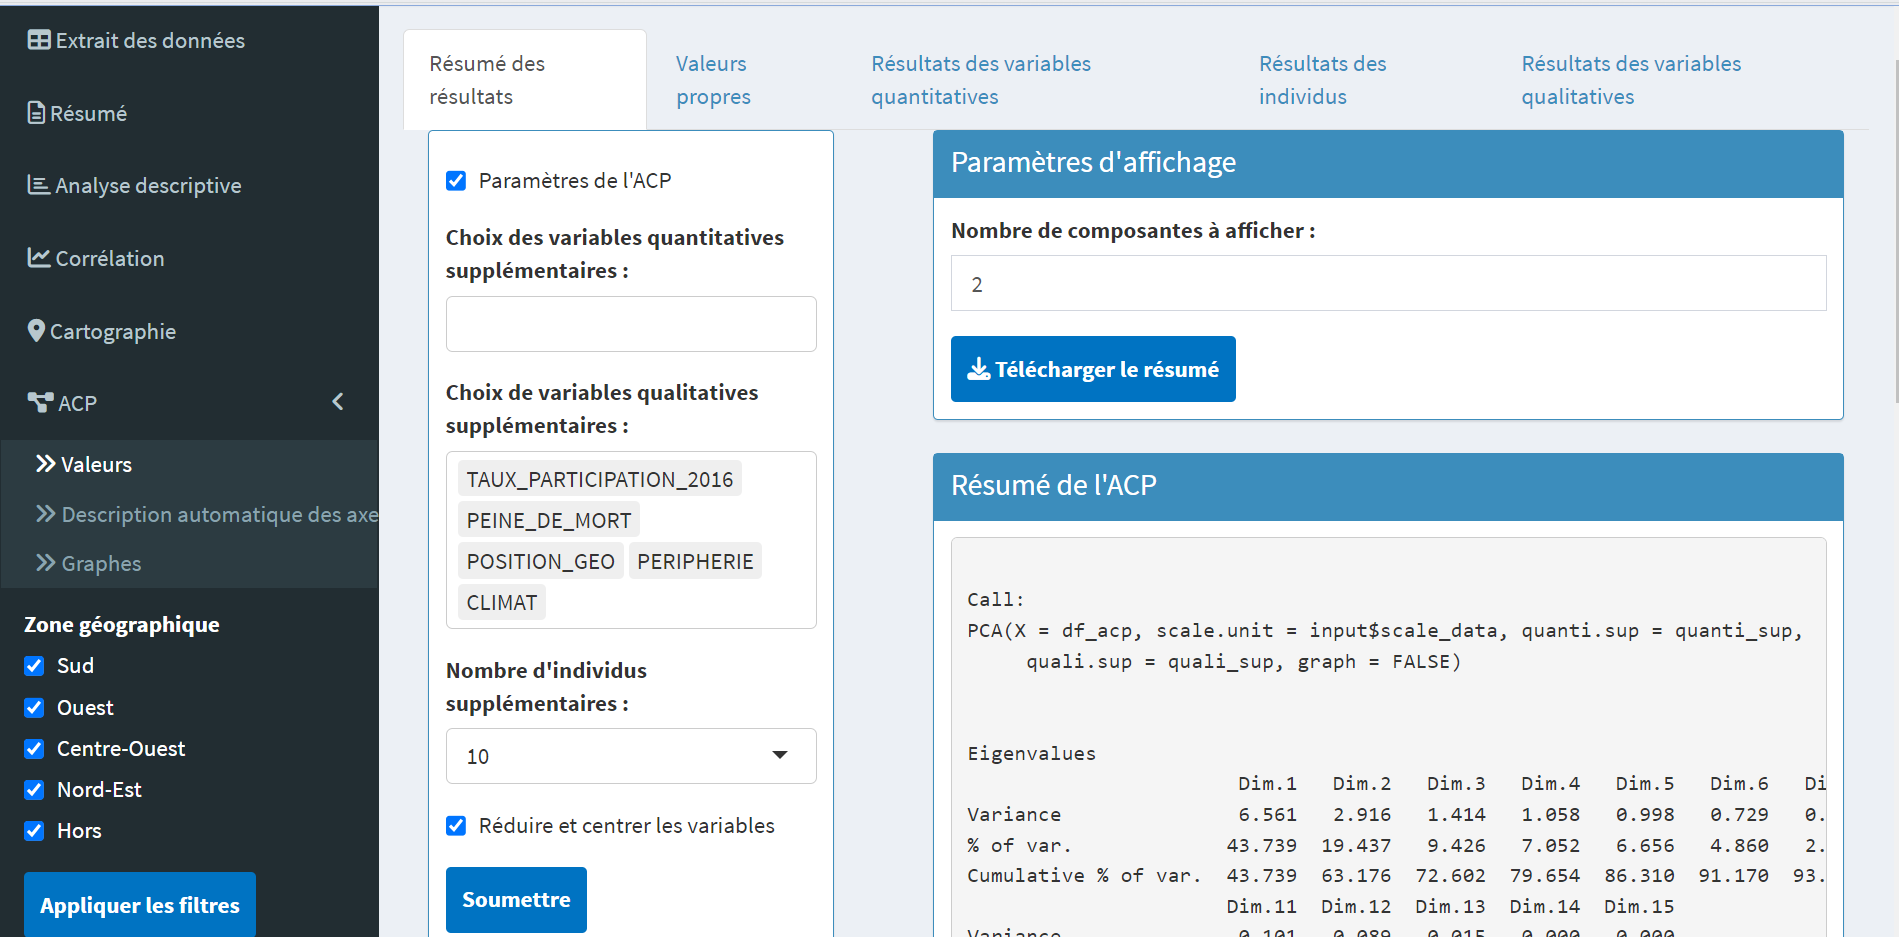 Extrait des données
Résumé
Analyse descriptive
Corrélation
Cartographie
ACP
Valeurs
Description automatique des axe
Graphes
Zone géographique
Sud
Ouest
Centre-Ouest
Nord-Est
Hors
Appliquer les filtres
Résumé des
résultats
Valeurs
propres
Résultats des variables
quantitatives
Résultats des
individus
Résultats des variables
qualitatives
Paramètres de l'ACP
Choix des variables quantitatives
supplémentaires :
Choix de variables qualitatives
supplémentaires :
TAUX_PARTICIPATION_2016
PEINE_DE_MORT
POSITION_GEO PERIPHERIE
CLIMAT
Nombre d'individus
supplémentaires :
10
Réduire et centrer les variables
Soumettre
Paramètres d'affichage
Nombre de composantes à afficher :
2
Télécharger le résumé
Résumé de l'ACP
Call:
PCA(X = df_acp, scale.unit = input$scale_data, quanti.sup = quanti_sup,
quali.sup = quali_sup, graph = FALSE)
Eigenvalues
Dim.1 Dim.2 Dim.3 Dim.4 Dim.5 Dim.6 Di
Variance 6.561 2.916 1.414 1.058 0.998 0.729 0.
% of var. 43.739 19.437 9.426 7.052 6.656 4.860 2.
Cumulative % of var. 43.739 63.176 72.602 79.654 86.310 91.170 93.
Dim.11 Dim.12 Dim.13 Dim.14 Dim.15
Variance 0.101 0.089 0.015 0.000 0.000